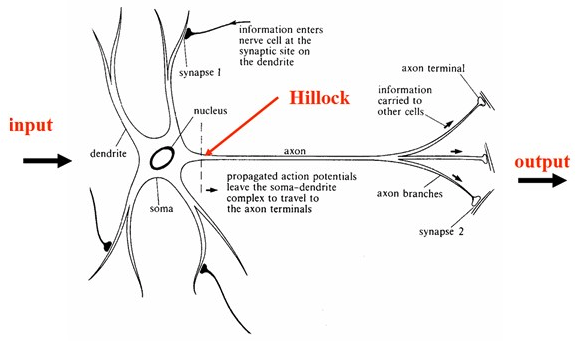 information enters
nerve cell at the
synaptic site on
the dendrite
synapse 1
axon terminal
Hillock
nucleus
information
carried to
other cells
input
dendrite
axon
output
propagated action potentials
leave the soma-dendrite
complex to travel to
the axon terminals
axon branches
soma
synapse 2